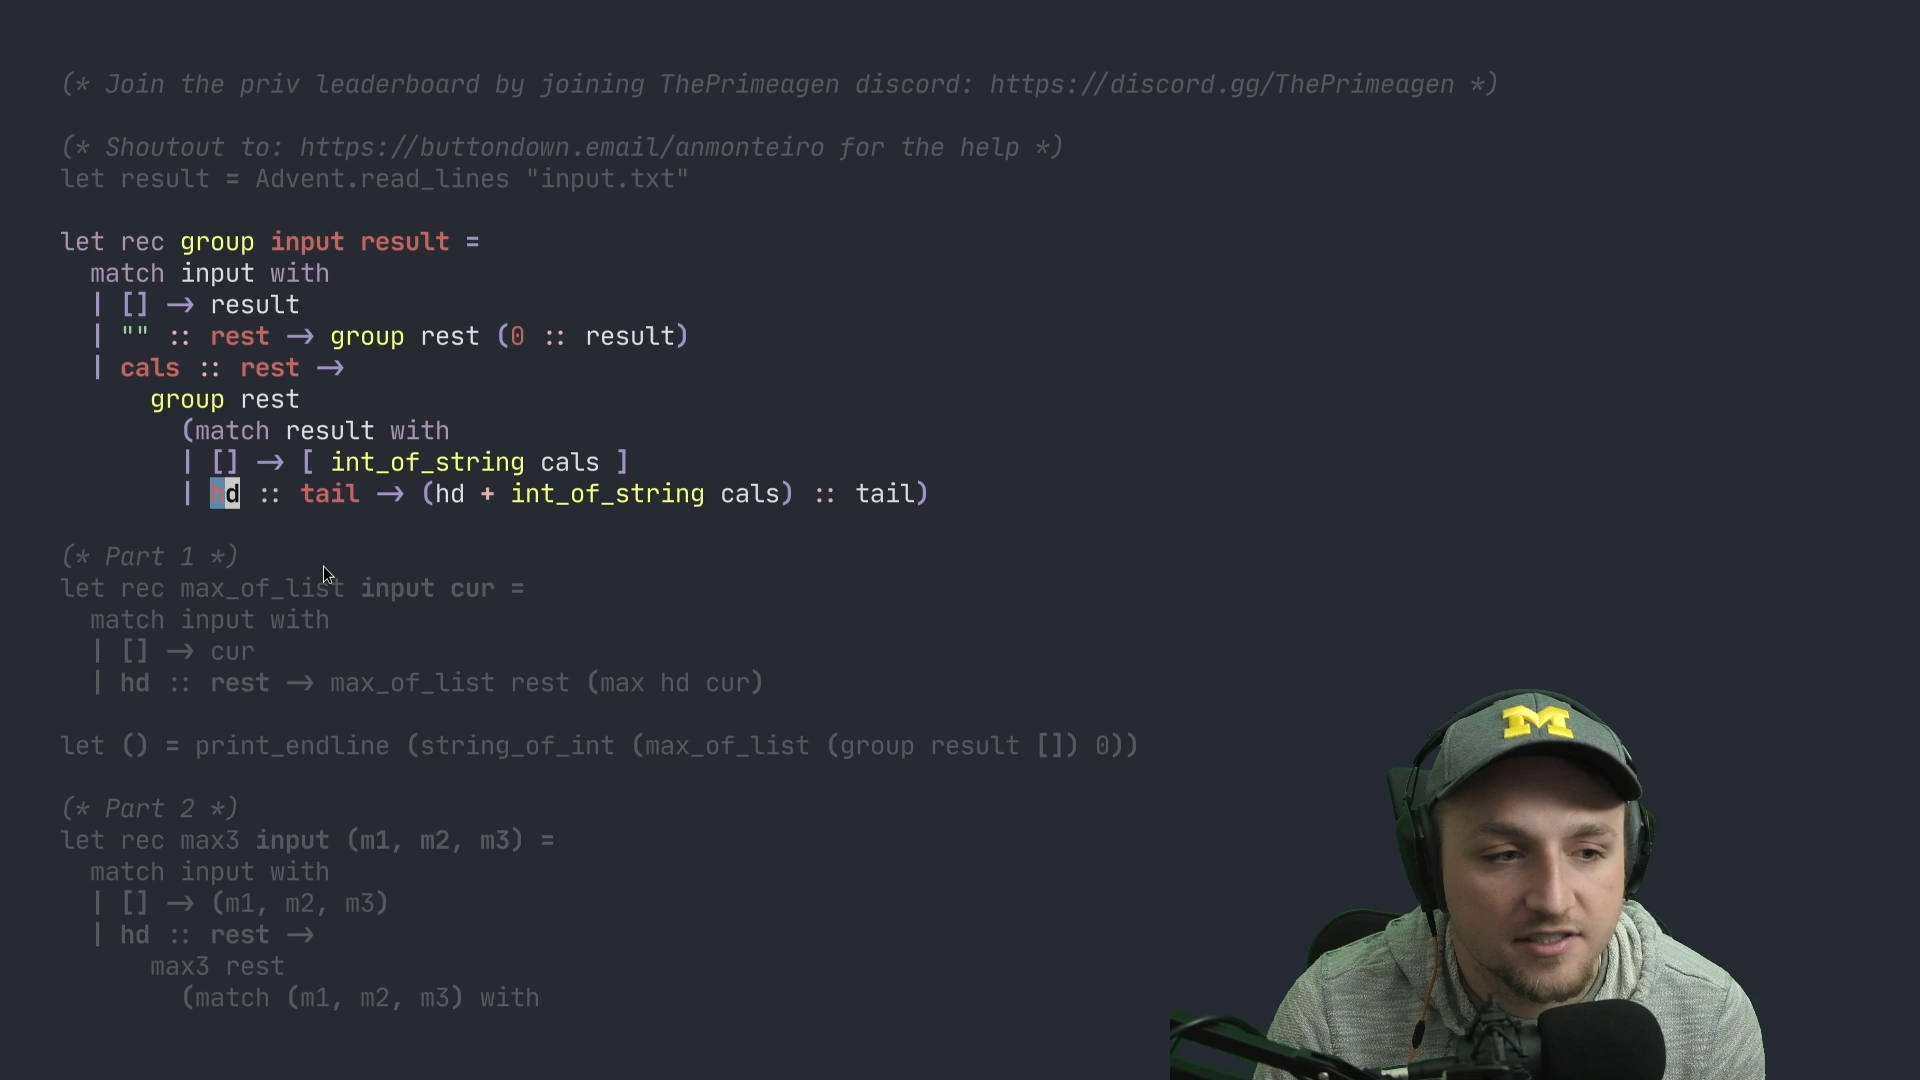 (* Join the priv leaderboard by joining ThePrimeagen discord: https://discord.gg/ThePrimeagen *)
(* Shoutout to: https://buttondown.email/anmonteiro for the help *)
let result = Advent.read_lines "input.txt"
let rec group input result =
match input with
| [] -> result
| "" :: rest -> group rest (0 :: result)
| cals :: rest ->
group rest
(match result with
| [] -> [ int_of_string cals ]
| hd :: tail -> (hd + int_of_string cals) :: tail)
(* Part 1 *)
let rec max_of_list input cur =
match input with
| [] -> cur
| hd :: rest -> max_of_list rest (max hd cur)
let () = print_endline (string_of_int (max_of_list (group result []) 0))
(* Part 2 *)
let rec max3 input (m1, m2, m3) =
match input with
| [] -> (m1, m2, m3)
| hd :: rest ->
max3 rest
(match (m1, m2, m3) with
M